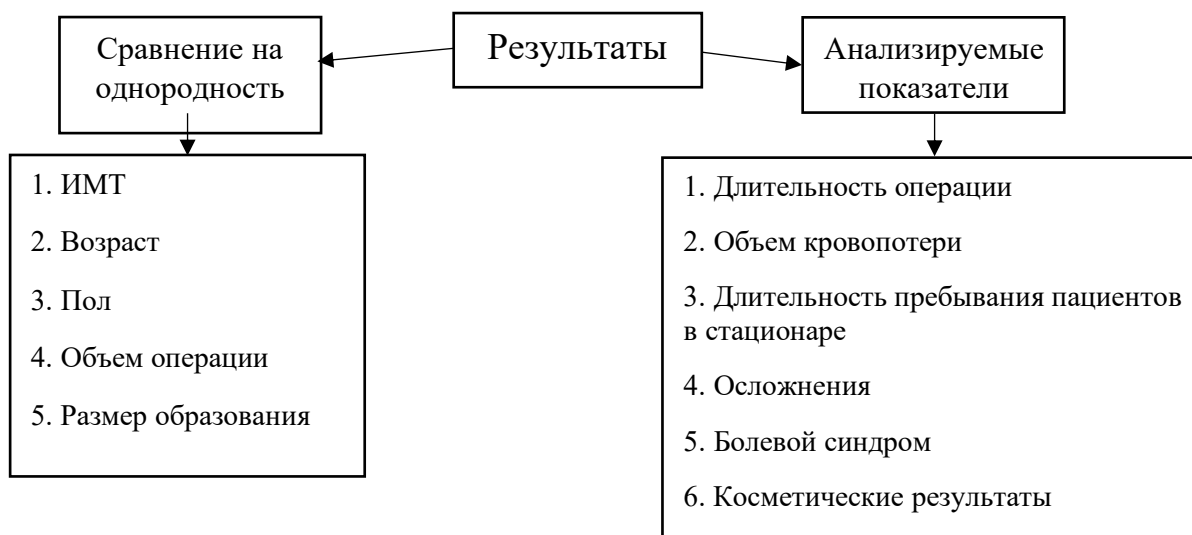 Результаты
Сравнение на
однородность
1. ИМТ
2. Возраст
3. Пол
4. Объем операции
5. Размер образования
Анализируемые
показатели
1. Длительность операции
2. Объем кровопотери
3. Длительность пребывания пациентов
в стационаре
4. Осложнения
5. Болевой синдром
6. Косметические результаты